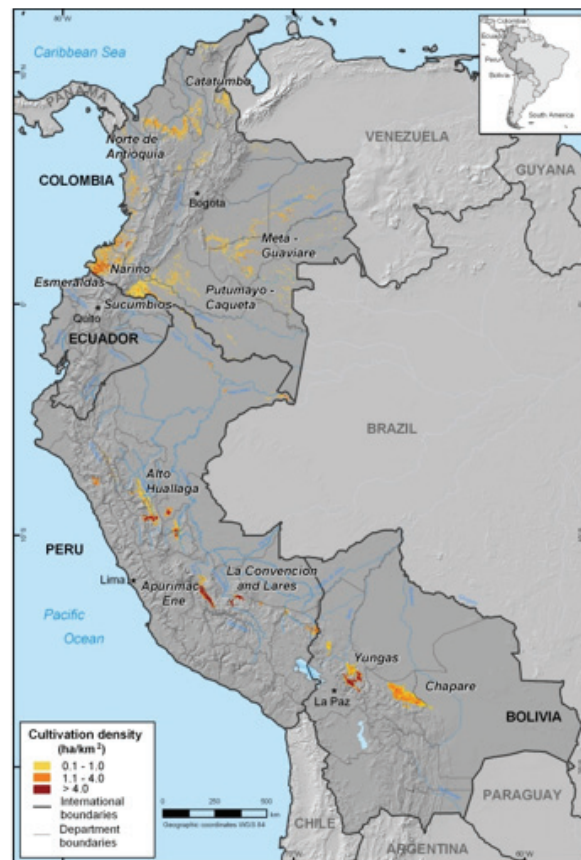 Caribbean Sea
PANAMA
Colombia
Ecuador
Peru
Bolivia
South America
Catatumbo
VENEZUELA
Norte de
Antioquia
GUYANA
COLOMBIA
Bogota
Meta -
Guaviare
Narino
Esmeraldas
Putumayo -
Caqueta
Sucumbios
Quito
ECUADOR
BRAZIL
Alto
Huallaga
PERU
Lima
La Convencion
and Lares
Apurimac
Ene
BOLIVIA
Pacific
Ocean
Yungas
Chapare
La Paz
Cultivation density
(ha/km²)
0.1 - 1.0
1.1 - 4.0
> 4.0
International
boundaries
Department
boundaries
0 250 500
km
Geographic coordinates WGS 84
PARAGUAY
CHILE
ARGENTINA